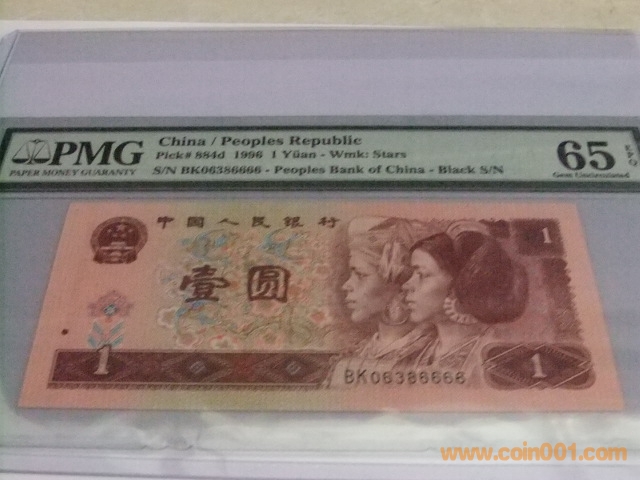 PMG
PAPER MONEY GUARANTY
China / Peoples Republic
Pick# 884d 1996 1 Yüan - Wmk: Stars
S/N BK06386666 - Peoples Bank of China - Black S/N
65 EPQ
Gem Uncirculated
中国人民银行
1
壹圆
1
1
BK06386666
www.coin001.com